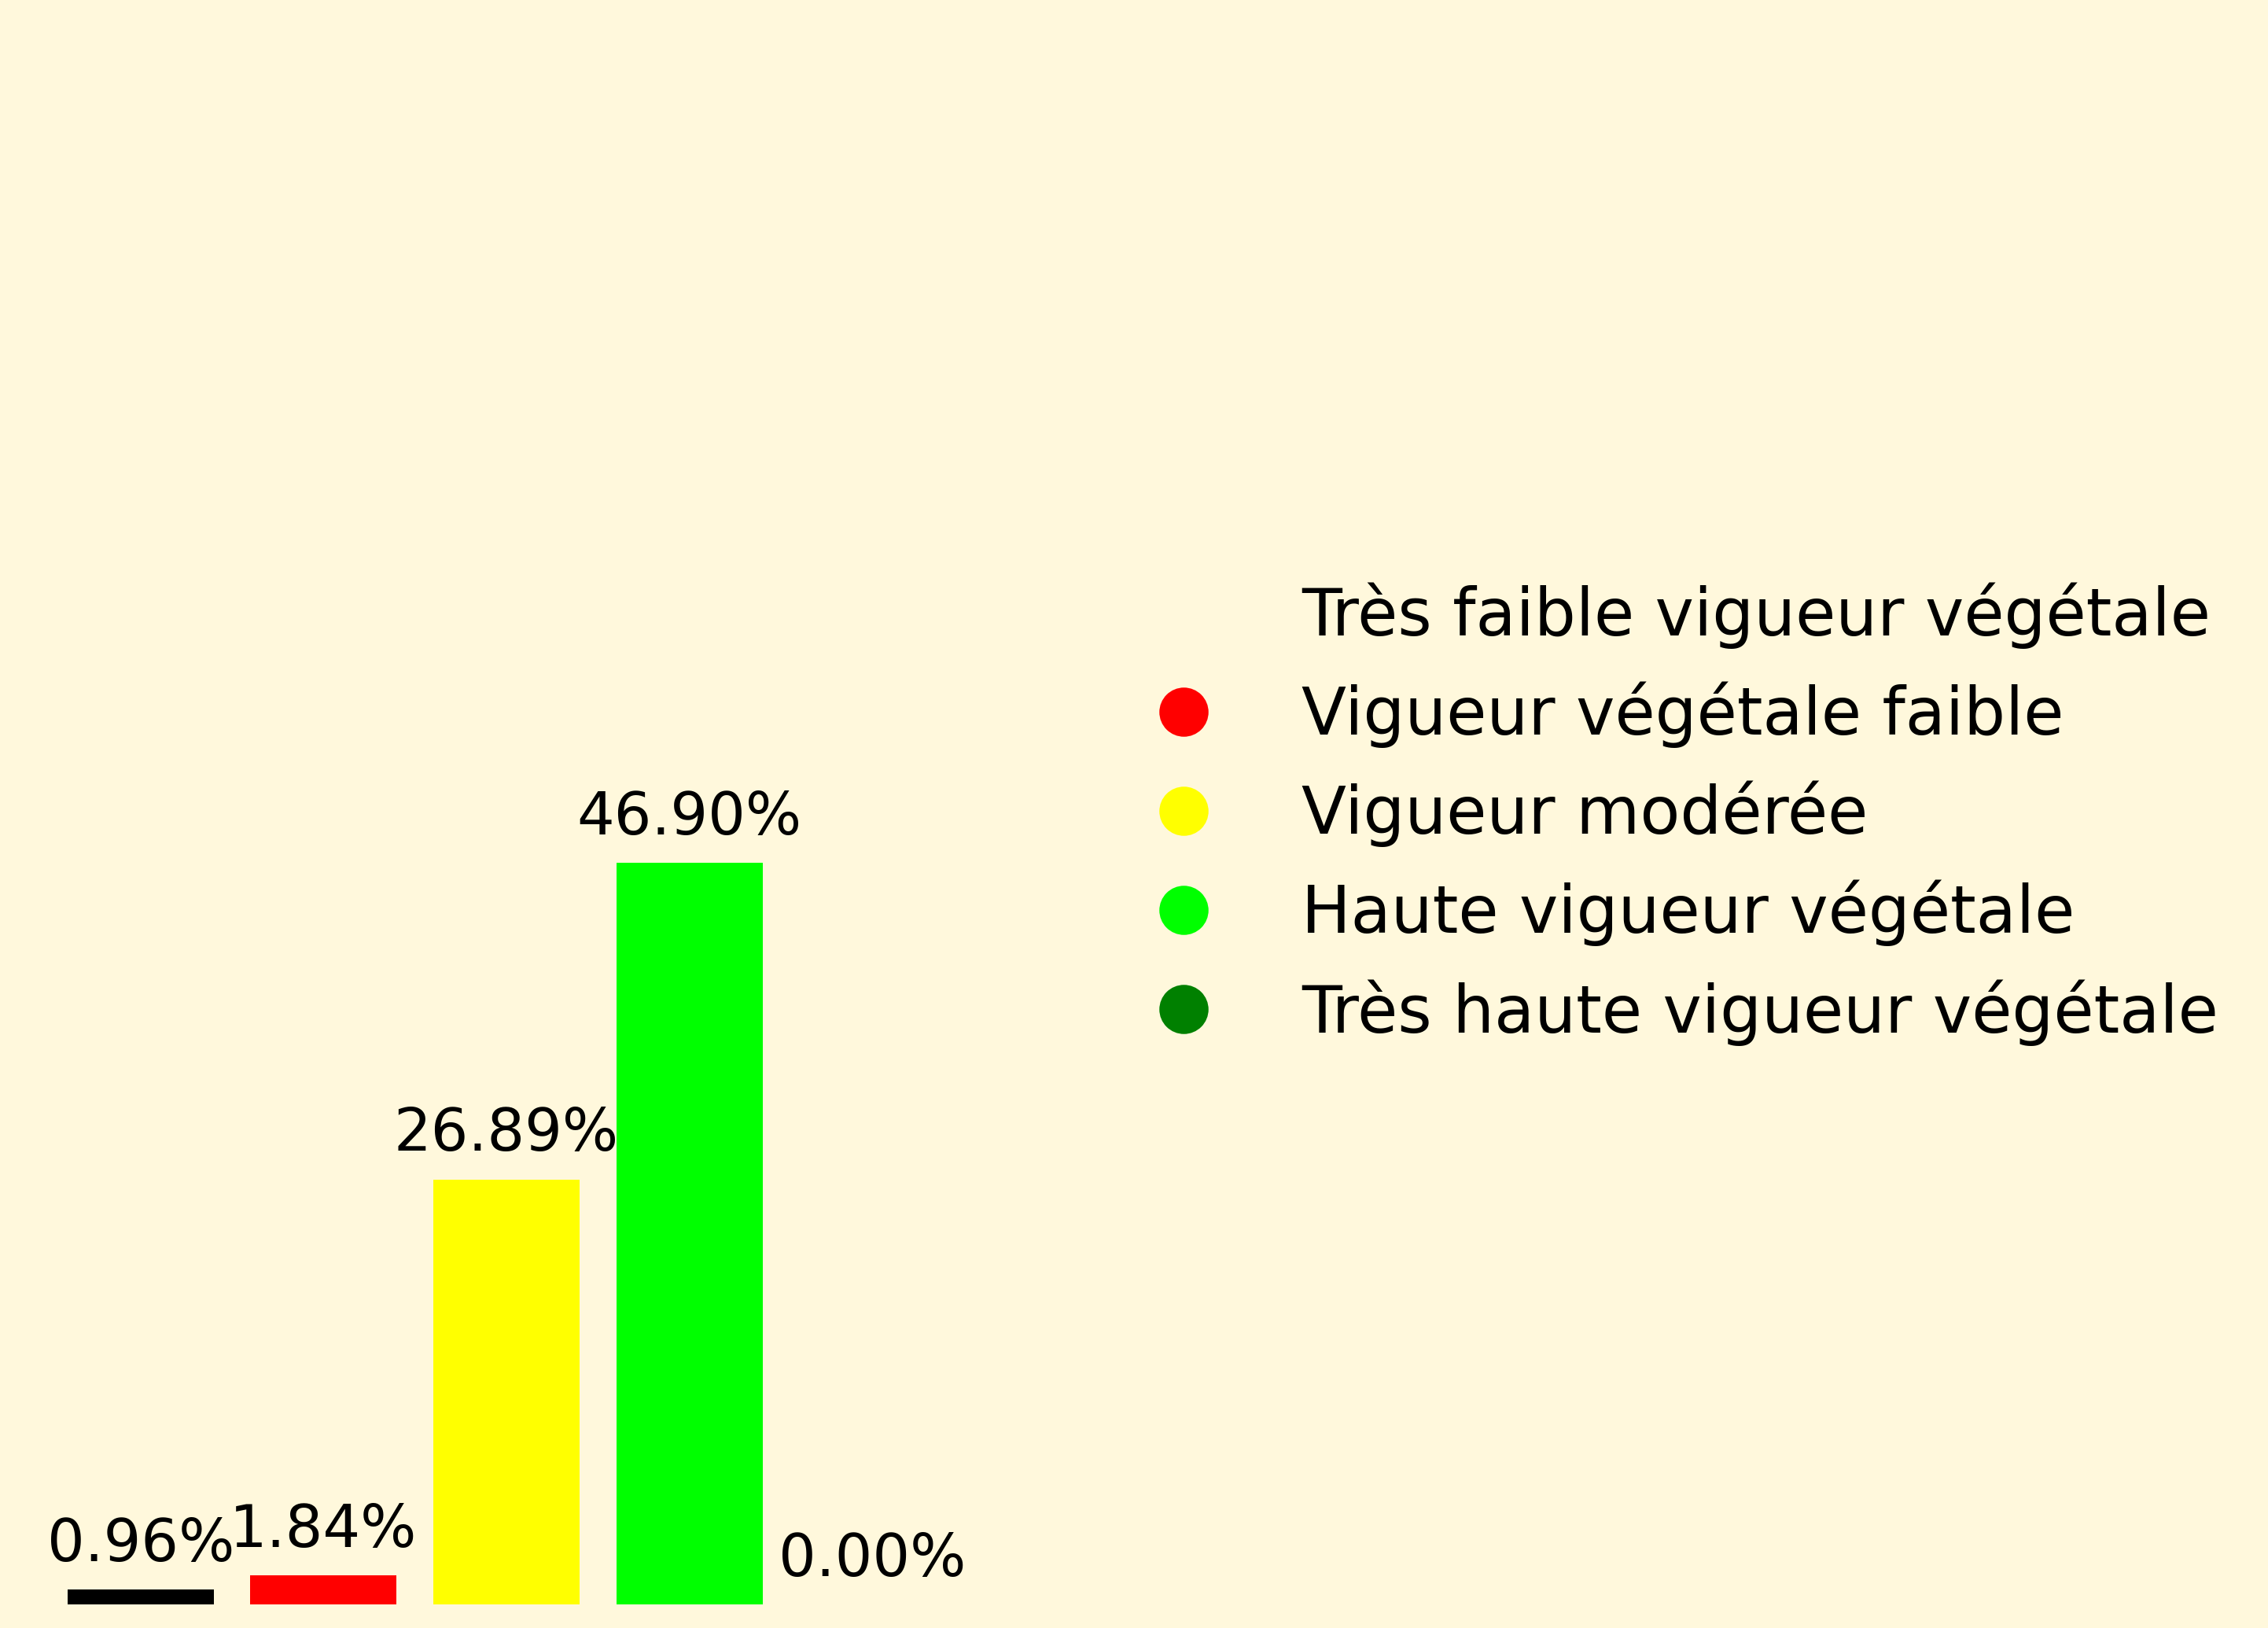 Très faible vigueur végétale
Vigueur végétale faible
Vigueur modérée
Haute vigueur végétale
Très haute vigueur végétale
46.90%
26.89%
0.96%
1.84%
0.00%